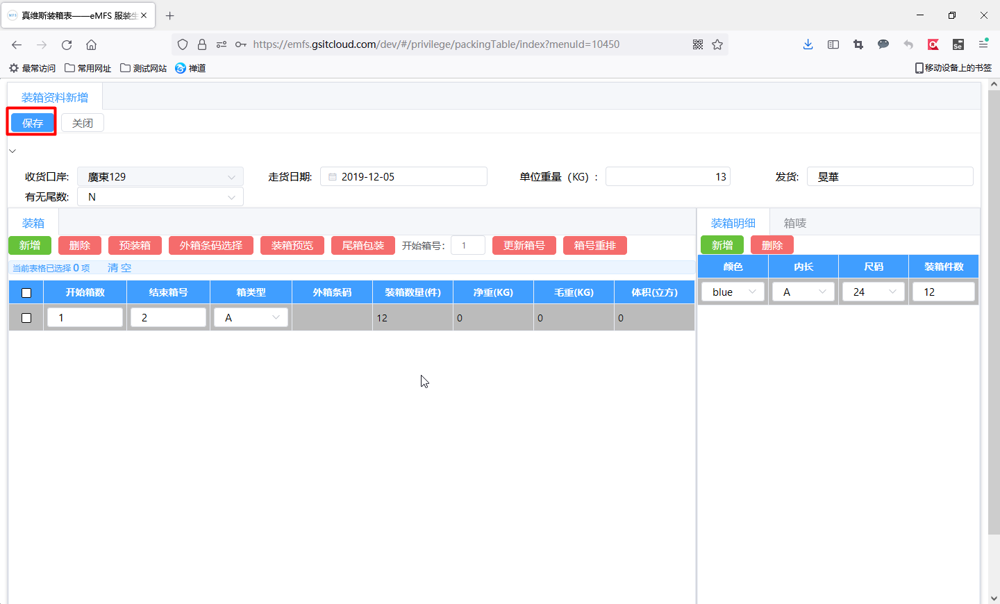 真维斯装箱表——eMFS 服装生
https://emfs.gsitcloud.com/dev/#/privilege/packingTable/index?menuId=10450
最常访问 常用网址 测试网站 禅道 移动设备上的书签
装箱资料新增
保存 关闭
收货口岸: 廣東129 走货日期: 2019-12-05 单位重量（KG）: 13 发货: 旻華
有无尾数: N
装箱 装箱明细 箱唛
新增 删除 预装箱 外箱条码选择 装箱预览 尾箱包装 开始箱号: 1 更新箱号 箱号重排 新增 删除
当前表格已选择 0 项 清 空
开始箱数 结束箱号 箱类型 外箱条码 装箱数量(件) 净重(KG) 毛重(KG) 体积(立方) 颜色 内长 尺码 装箱件数
1 2 A 12 0 0 0 blue A 24 12